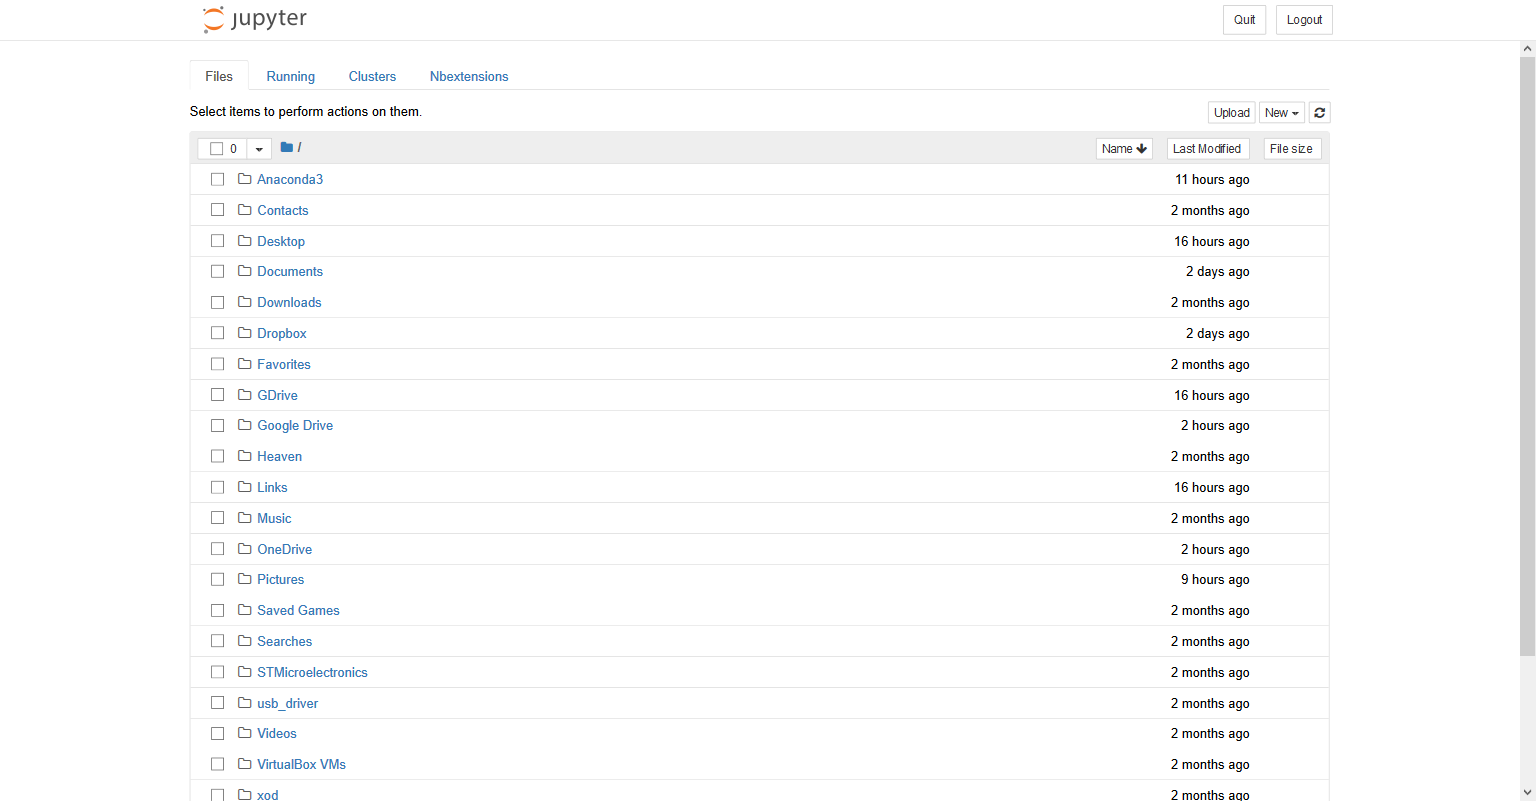 jupyter Quit Logout
Files Running Clusters Nbextensions
Select items to perform actions on them. Upload New
0 / Name Last Modified File size
Anaconda3 11 hours ago
Contacts 2 months ago
Desktop 16 hours ago
Documents 2 days ago
Downloads 2 months ago
Dropbox 2 days ago
Favorites 2 months ago
GDrive 16 hours ago
Google Drive 2 hours ago
Heaven 2 months ago
Links 16 hours ago
Music 2 months ago
OneDrive 2 hours ago
Pictures 9 hours ago
Saved Games 2 months ago
Searches 2 months ago
STMicroelectronics 2 months ago
usb_driver 2 months ago
Videos 2 months ago
VirtualBox VMs 2 months ago
xod 2 months ago